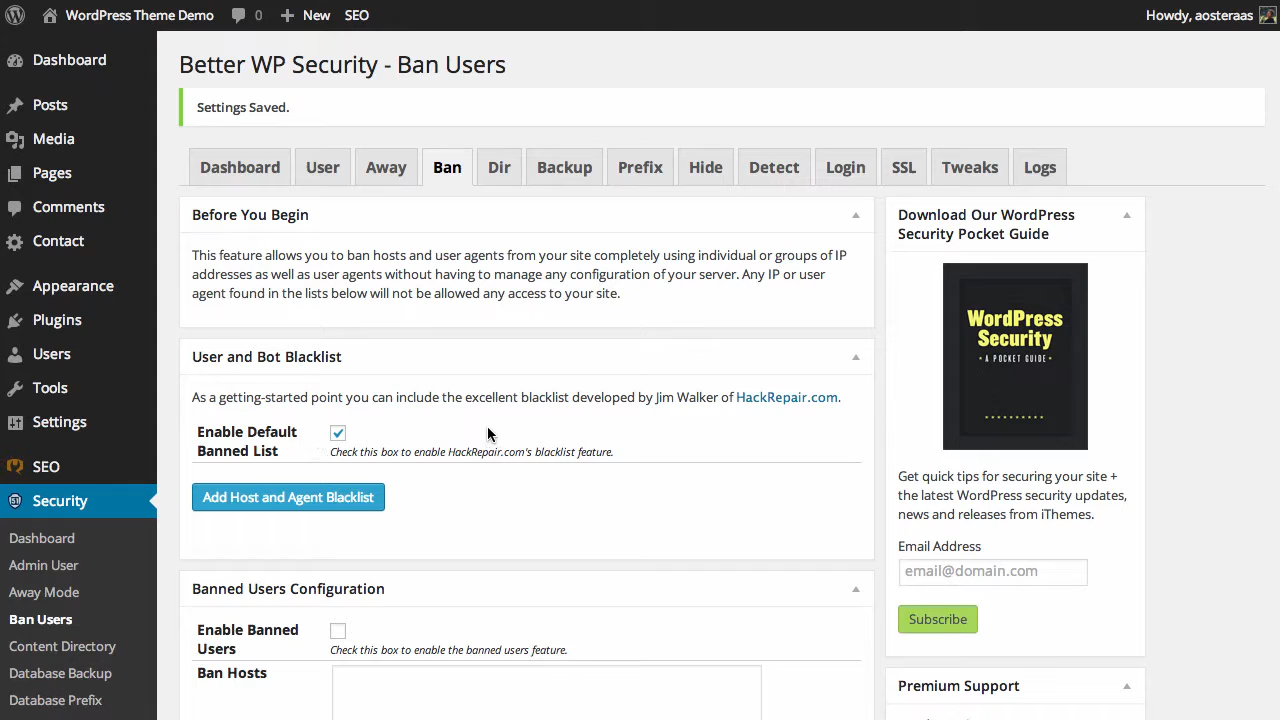 WordPress Theme Demo 0 New SEO Howdy, aosteraas
Dashboard
Posts
Media
Pages
Comments
Contact
Appearance
Plugins
Users
Tools
Settings
SEO
Security
Dashboard
Admin User
Away Mode
Ban Users
Content Directory
Database Backup
Database Prefix
Better WP Security - Ban Users
Settings Saved.
Dashboard User Away Ban Dir Backup Prefix Hide Detect Login SSL Tweaks Logs
Before You Begin
This feature allows you to ban hosts and user agents from your site completely using individual or groups of IP
addresses as well as user agents without having to manage any configuration of your server. Any IP or user
agent found in the lists below will not be allowed any access to your site.
User and Bot Blacklist
As a getting-started point you can include the excellent blacklist developed by Jim Walker of HackRepair.com.
Enable Default
Banned List
Check this box to enable HackRepair.com's blacklist feature.
Add Host and Agent Blacklist
Banned Users Configuration
Enable Banned
Users
Check this box to enable the banned users feature.
Ban Hosts
Download Our WordPress
Security Pocket Guide
WordPress
Security
• A POCKET GUIDE •
Get quick tips for securing your site +
the latest WordPress security updates,
news and releases from iThemes.
Email Address
email@domain.com
Subscribe
Premium Support